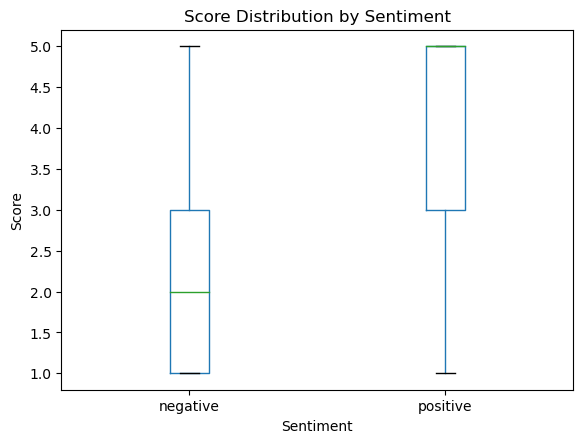 Score Distribution by Sentiment
5.0
4.5
4.0
3.5
3.0
2.5
2.0
1.5
1.0
Score
negative positive
Sentiment